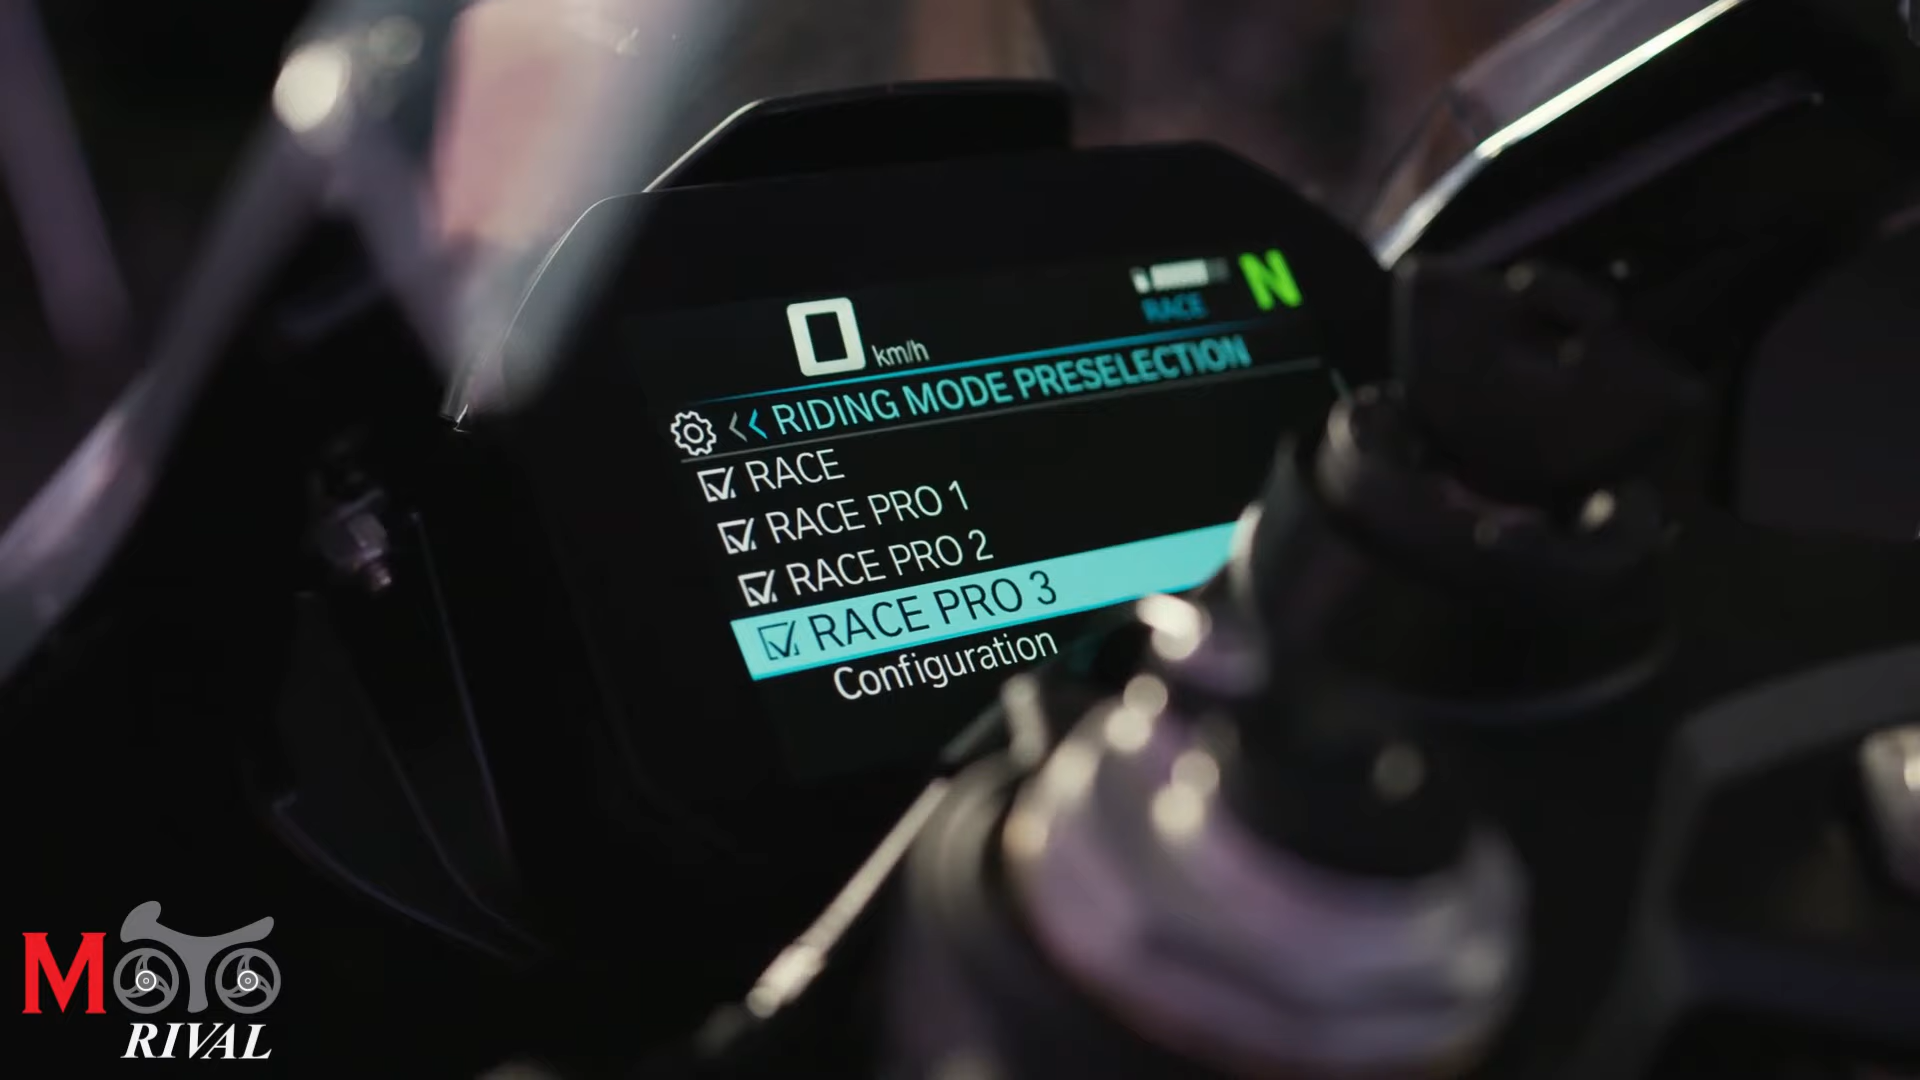 0 km/h
RACE
N
<< RIDING MODE PRESELECTION
RACE
RACE PRO 1
RACE PRO 2
RACE PRO 3
Configuration
MOTO
RIVAL